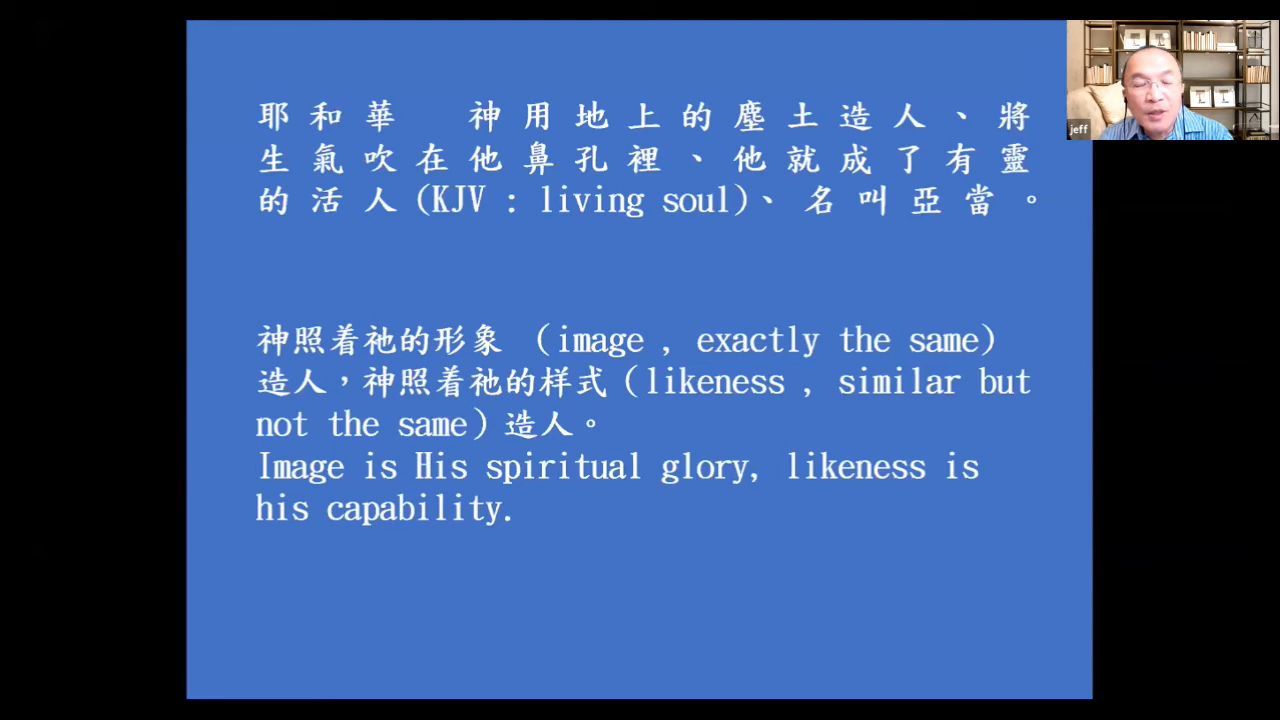 耶和華 神用地上的塵土造人、將
生氣吹在他鼻孔裡、他就成了有靈
的活人(KJV : living soul)、名叫亞當。
神照着祂的形象 （image , exactly the same）
造人，神照着祂的样式（likeness , similar but
not the same）造人。
Image is His spiritual glory, likeness is
his capability.
jeff